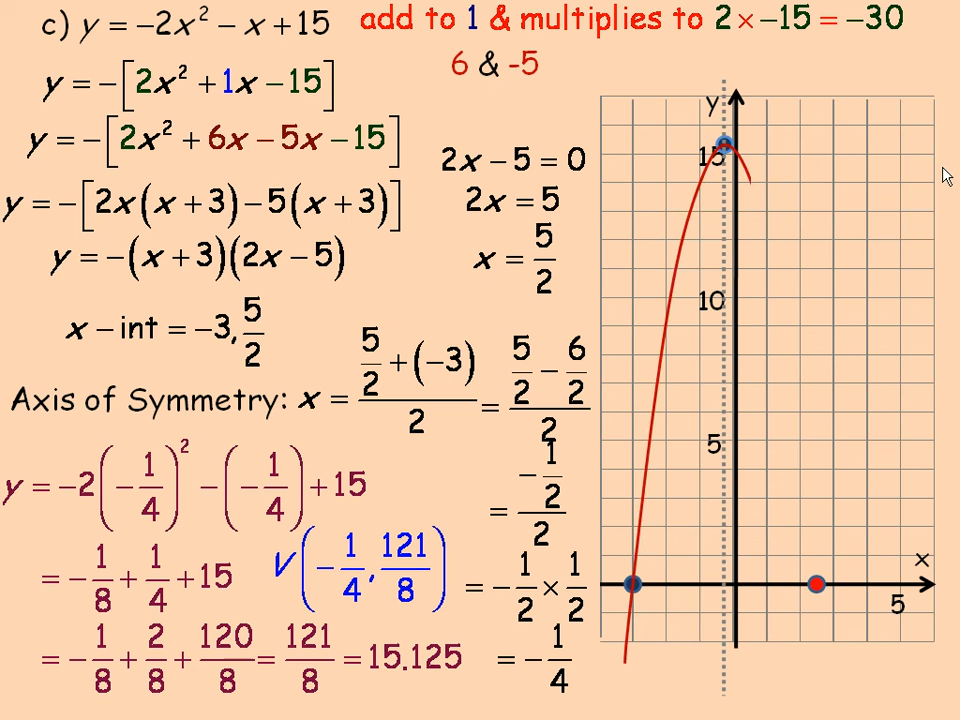 c) y = −2x² − x + 15
add to 1 & multiplies to 2 × −15 = −30
6 & -5
y = −[2x² + 1x − 15]
y = −[2x² + 6x − 5x − 15]
y = −[2x(x + 3) − 5(x + 3)]
y = −(x + 3)(2x − 5)
2x − 5 = 0
2x = 5
x = 5/2
x − int = −3, 5/2
Axis of Symmetry: x = (5/2 + (−3))/2 = (5/2 − 6/2)/2
= (−1/2)/2
= −1/2 × 1/2
= −1/4
y = −2(−1/4)² − (−1/4) + 15
= −1/8 + 1/4 + 15
V(−1/4, 121/8)
= −1/8 + 2/8 + 120/8 = 121/8 = 15.125
y
15
10
5
x
5